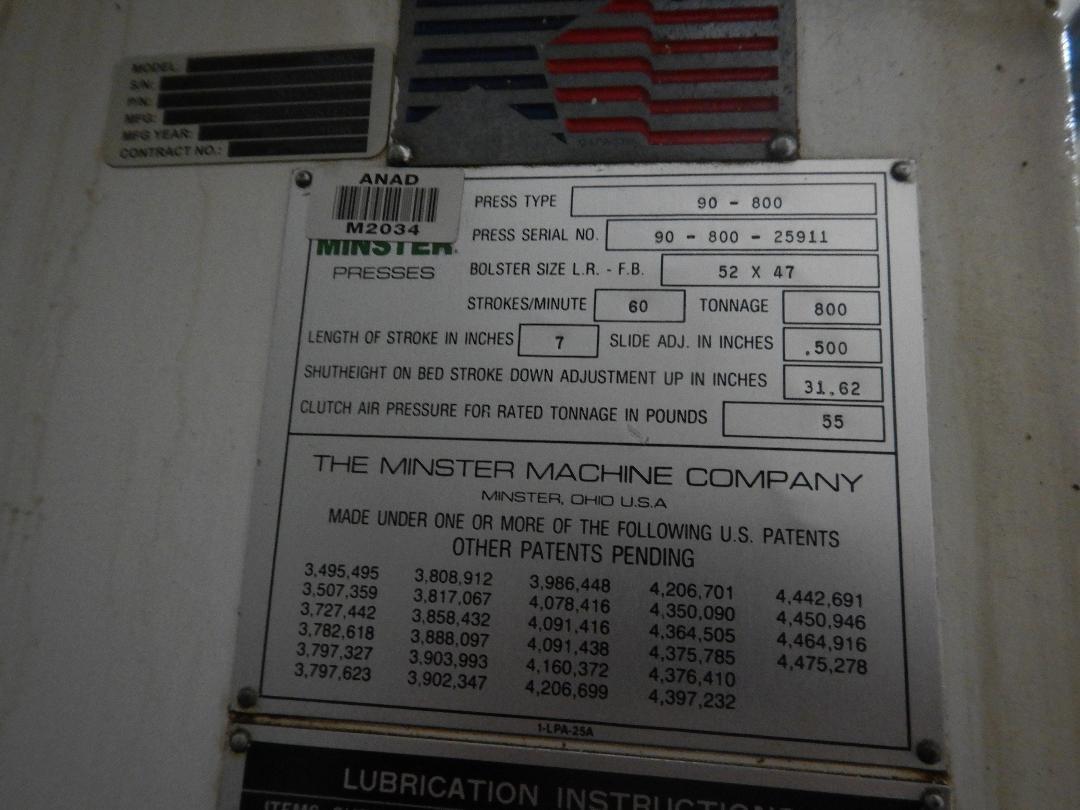 MODEL:
S/N:
P/N:
MFG:
MFG YEAR:
CONTRACT NO.:
ANAD
M2034
MINSTER
PRESSES
PRESS TYPE 90 - 800
PRESS SERIAL NO. 90 - 800 - 25911
BOLSTER SIZE L.R. - F.B. 52 X 47
STROKES/MINUTE 60 TONNAGE 800
LENGTH OF STROKE IN INCHES 7 SLIDE ADJ. IN INCHES .500
SHUTHEIGHT ON BED STROKE DOWN ADJUSTMENT UP IN INCHES 31.62
CLUTCH AIR PRESSURE FOR RATED TONNAGE IN POUNDS 55
THE MINSTER MACHINE COMPANY
MINSTER, OHIO U.S.A
MADE UNDER ONE OR MORE OF THE FOLLOWING U.S. PATENTS
OTHER PATENTS PENDING
3,495,495 3,808,912 3,986,448 4,206,701 4,442,691
3,507,359 3,817,067 4,078,416 4,350,090 4,450,946
3,727,442 3,858,432 4,091,416 4,364,505 4,464,916
3,782,618 3,888,097 4,091,438 4,375,785 4,475,278
3,797,327 3,903,993 4,160,372 4,376,410
3,797,623 3,902,347 4,206,699 4,397,232
1-LPA-25A
LUBRICATION INSTRUCTIONS